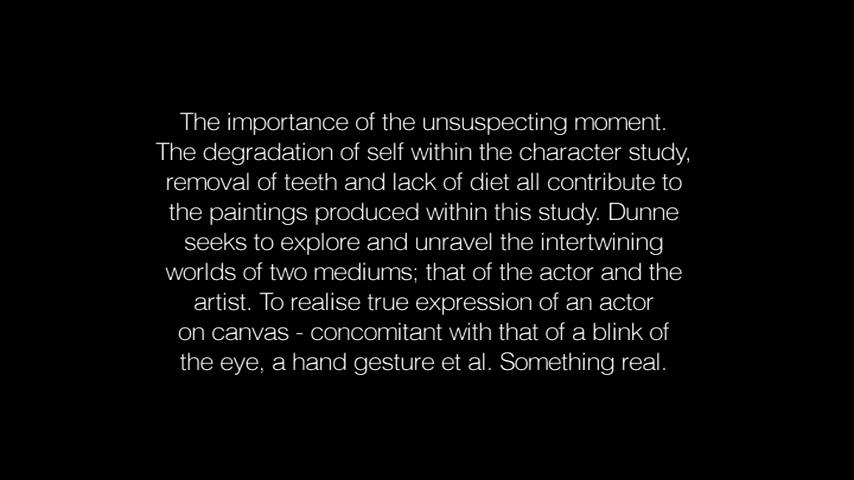 The importance of the unsuspecting moment.
The degradation of self within the character study,
removal of teeth and lack of diet all contribute to
the paintings produced within this study. Dunne
seeks to explore and unravel the intertwining
worlds of two mediums; that of the actor and the
artist. To realise true expression of an actor
on canvas - concomitant with that of a blink of
the eye, a hand gesture et al. Something real.